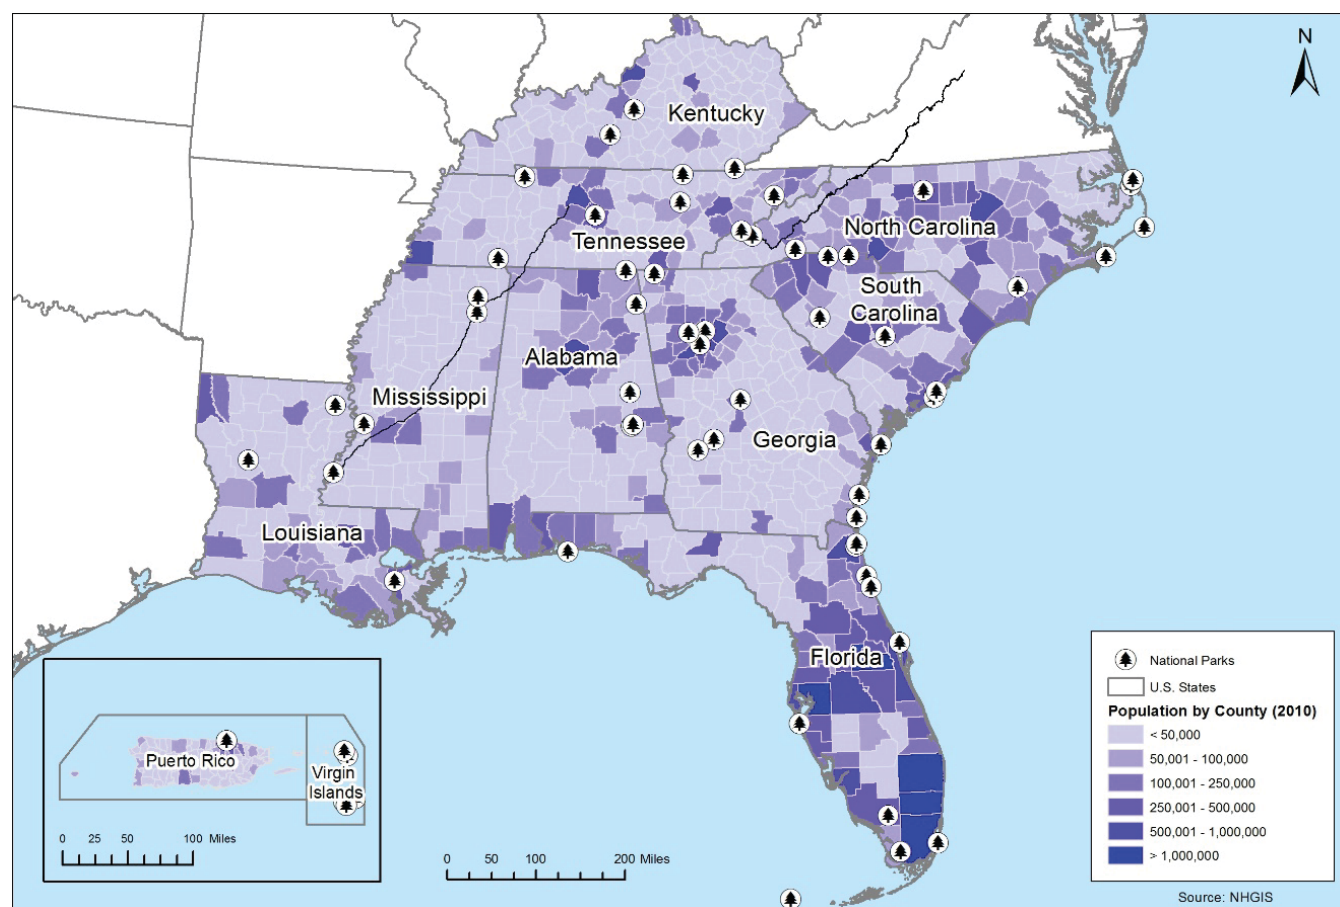 N
Kentucky
Tennessee
North Carolina
South
Carolina
Alabama
Mississippi
Georgia
Louisiana
Florida
Puerto Rico
Virgin
Islands
0 25 50 100 Miles
0 50 100 200 Miles
National Parks
U.S. States
Population by County (2010)
< 50,000
50,001 - 100,000
100,001 - 250,000
250,001 - 500,000
500,001 - 1,000,000
> 1,000,000
Source: NHGIS